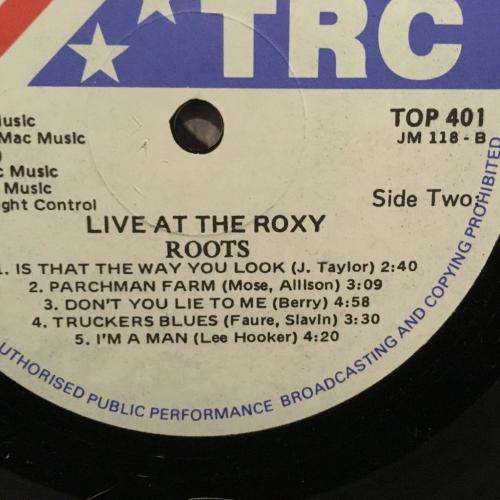 TRC
usic
Mac Music
)
c Music
Music
ght Control
TOP 401
JM 118 - B
Side Two:
LIVE AT THE ROXY
ROOTS
1. IS THAT THE WAY YOU LOOK (J. Taylor) 2:40
2. PARCHMAN FARM (Mose, Allison) 3:09
3. DON'T YOU LIE TO ME (Berry) 4:58
4. TRUCKERS BLUES (Faure, Slavin) 3:30
5. I'M A MAN (Lee Hooker) 4:20
UTHORISED PUBLIC PERFORMANCE BROADCASTING AND COPYING PROHIBITED